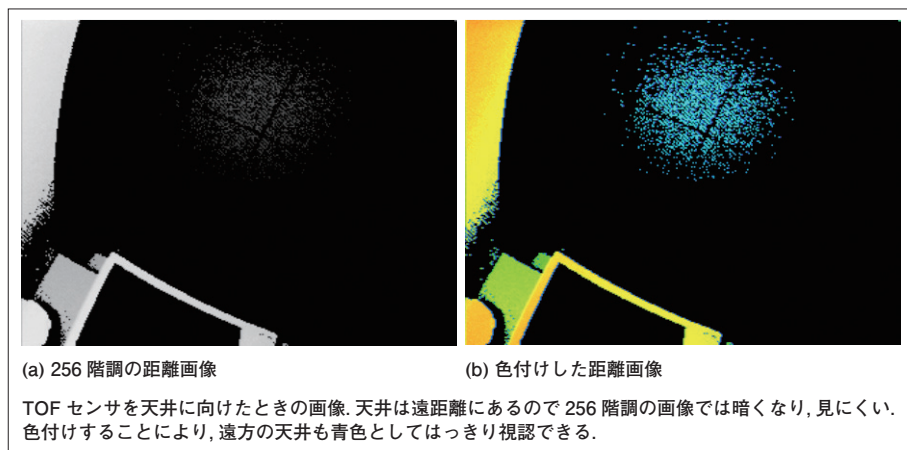 (a) 256 階調の距離画像
(b) 色付けした距離画像
TOF センサを天井に向けたときの画像. 天井は遠距離にあるので 256 階調の画像では暗くなり, 見にくい.
色付けすることにより, 遠方の天井も青色としてはっきり視認できる.